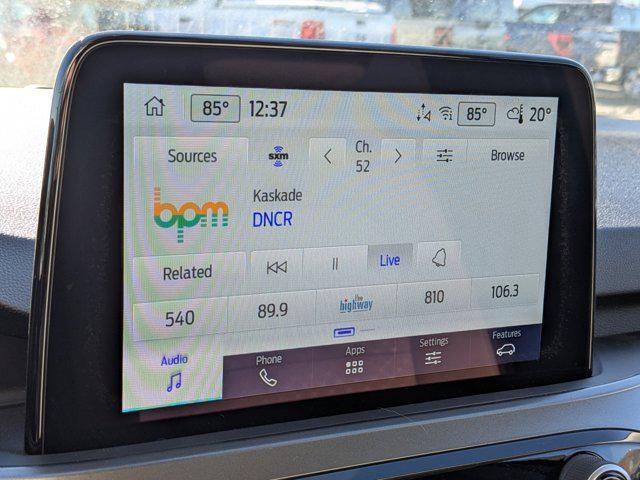 85° 12:37 85° 20°
Sources sxm Ch. 52 Browse
bpm
Kaskade
DNCR
Related Live
540 89.9 the highway 810 106.3
Audio Phone Apps Settings Features